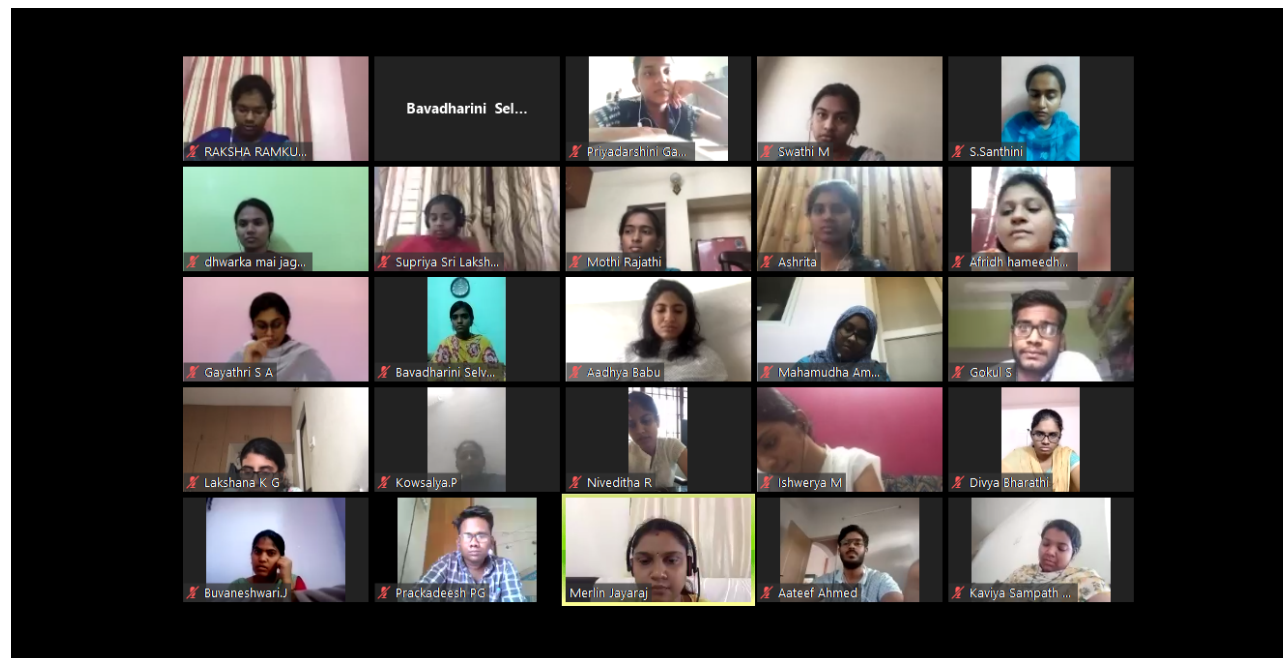 RAKSHA RAMKU...
Bavadharini Sel...
Priyadarshini Ga...
Swathi M
S.Santhini
dhwarka mai jag...
Supriya Sri Laksh...
Mothi Rajathi
Ashrita
Afridh hameedh...
Gayathri S A
Bavadharini Selv...
Aadhya Babu
Mahamudha Am...
Gokul S
Lakshana K G
Kowsalya.P
Niveditha R
Ishwerya M
Divya Bharathi
Buvaneshwari.J
Prackadeesh PG
Merlin Jayaraj
Aateef Ahmed
Kaviya Sampath ...